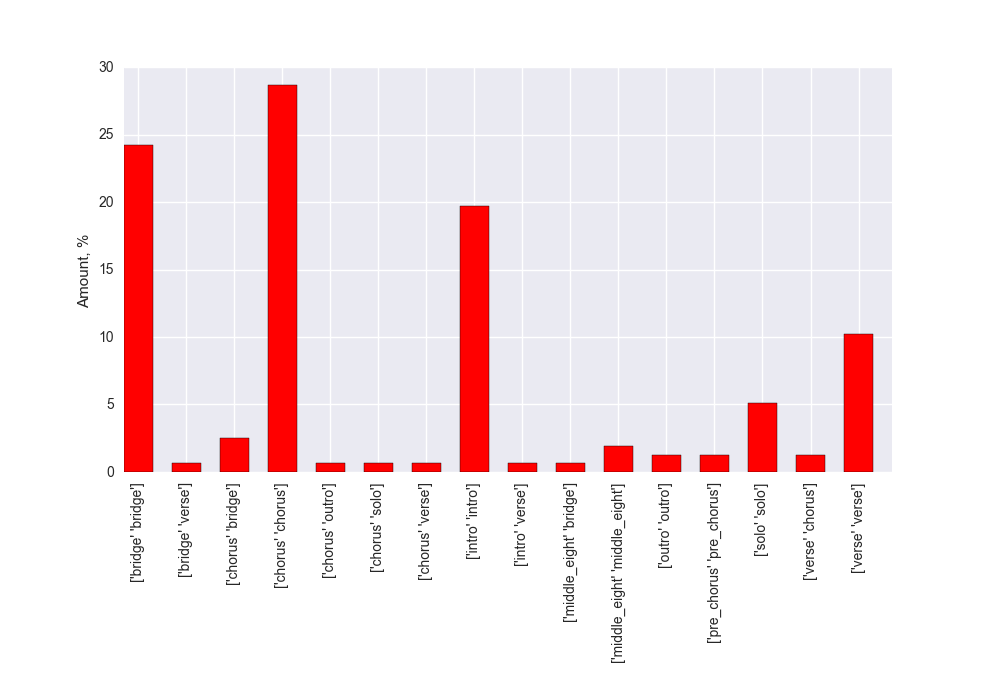 30
25
20
15
10
5
0
Amount, %
['bridge' 'bridge']
['bridge' 'verse']
['chorus' 'bridge']
['chorus' 'chorus']
['chorus' 'outro']
['chorus' 'solo']
['chorus' 'verse']
['intro' 'intro']
['intro' 'verse']
['middle_eight' 'bridge']
['middle_eight' 'middle_eight']
['outro' 'outro']
['pre_chorus' 'pre_chorus']
['solo' 'solo']
['verse' 'chorus']
['verse' 'verse']